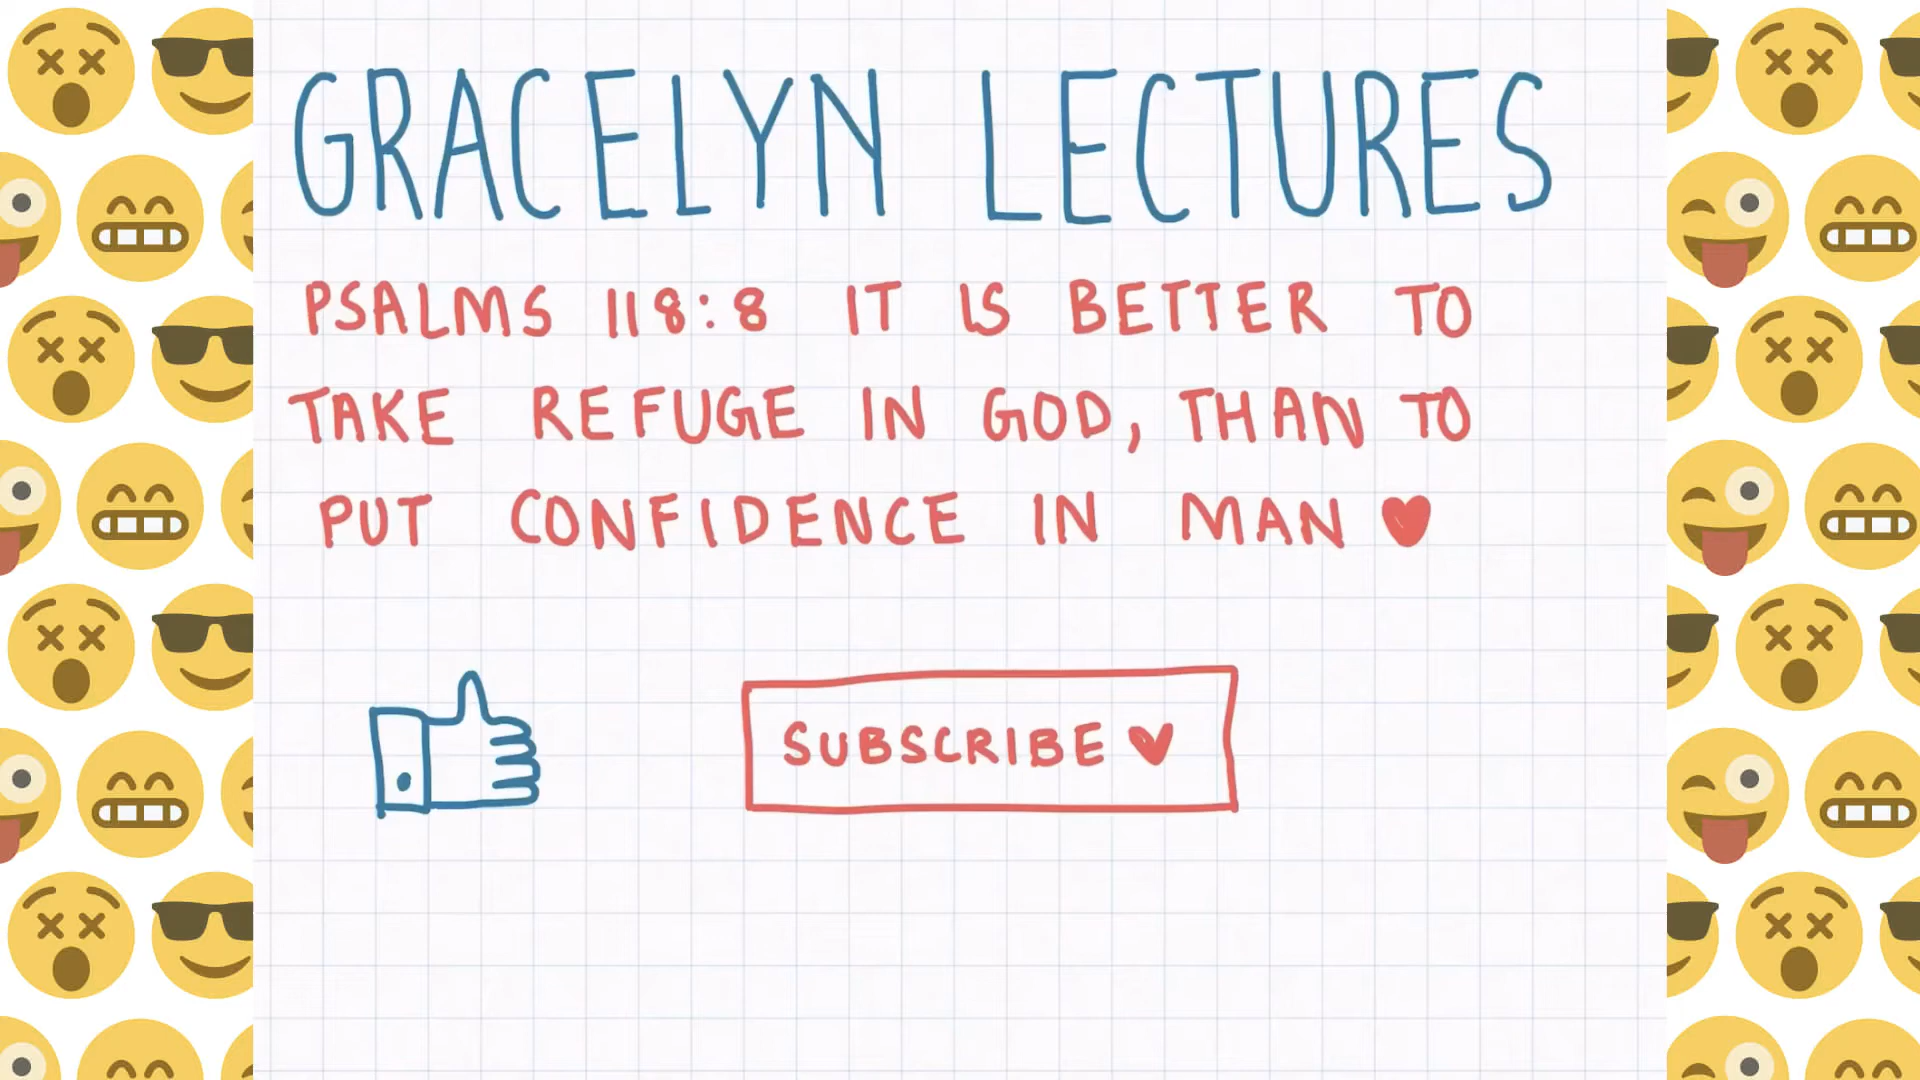 GRACELYN LECTURES
PSALMS 118:8 IT IS BETTER TO
TAKE REFUGE IN GOD, THAN TO
PUT CONFIDENCE IN MAN ♥
SUBSCRIBE ♥